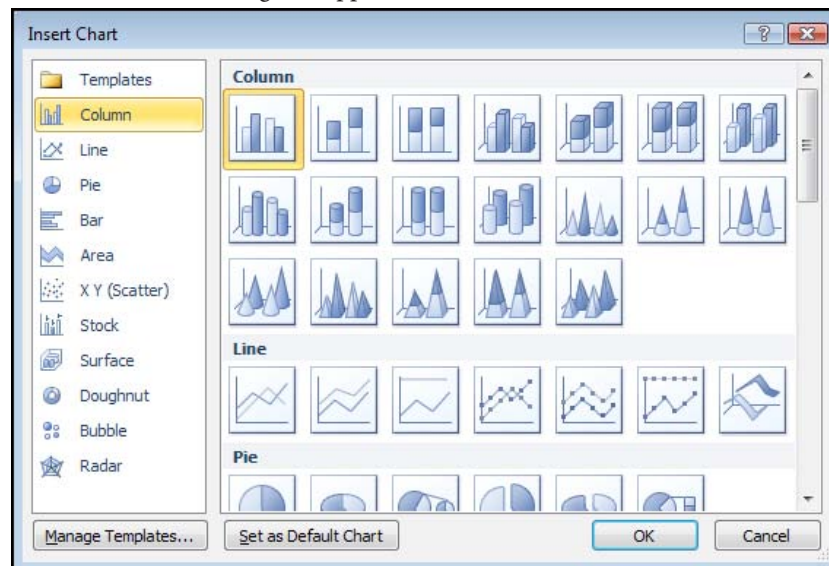 Insert Chart
Templates
Column
Line
Pie
Bar
Area
X Y (Scatter)
Stock
Surface
Doughnut
Bubble
Radar
Column
Line
Pie
Manage Templates...
Set as Default Chart
OK
Cancel